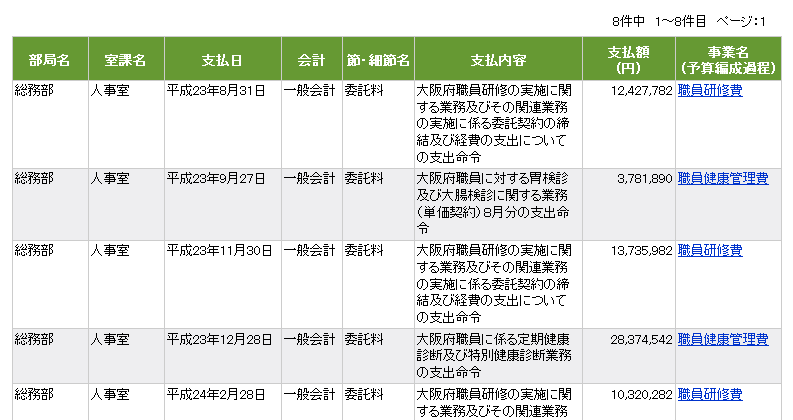 8件中　1～8件目　ページ：1
部局名　室課名　支払日　会計　節・細節名　支払内容　支払額（円）　事業名（予算編成過程）
総務部　人事室　平成23年8月31日　一般会計　委託料　大阪府職員研修の実施に関　12,427,782　職員研修費
する業務及びその関連業務
の実施に係る委託契約の締
結及び経費の支出について
の支出命令
総務部　人事室　平成23年9月27日　一般会計　委託料　大阪府職員に対する胃検診　3,781,890　職員健康管理費
及び大腸検診に関する業務
（単価契約）8月分の支出命
令
総務部　人事室　平成23年11月30日　一般会計　委託料　大阪府職員研修の実施に関　13,735,982　職員研修費
する業務及びその関連業務
の実施に係る委託契約の締
結及び経費の支出について
の支出命令
総務部　人事室　平成23年12月28日　一般会計　委託料　大阪府職員に係る定期健康　28,374,542　職員健康管理費
診断及び特別健康診断業務
の支出命令
総務部　人事室　平成24年2月28日　一般会計　委託料　大阪府職員研修の実施に関　10,320,282　職員研修費
する業務及びその関連業務